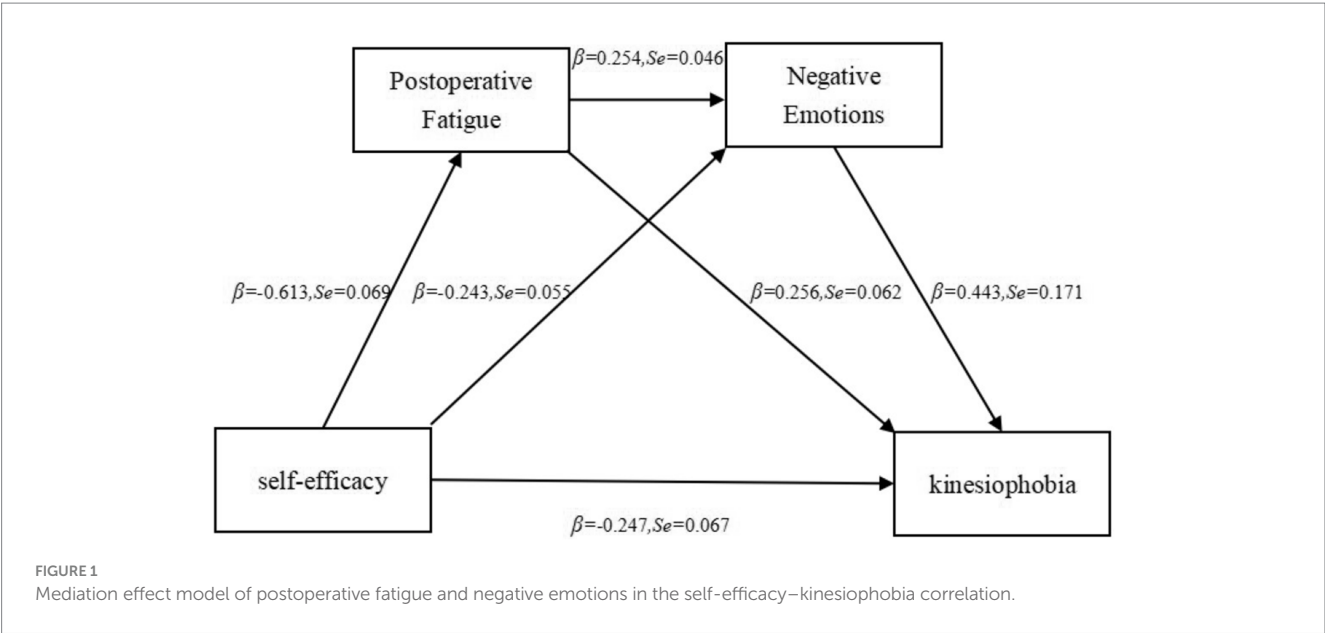 β=0.254,Se=0.046
Postoperative
Fatigue
Negative
Emotions
β=-0.613,Se=0.069
β=-0.243,Se=0.055
β=0.256,Se=0.062
β=0.443,Se=0.171
self-efficacy
kinesiophobia
β=-0.247,Se=0.067
FIGURE 1
Mediation effect model of postoperative fatigue and negative emotions in the self-efficacy–kinesiophobia correlation.